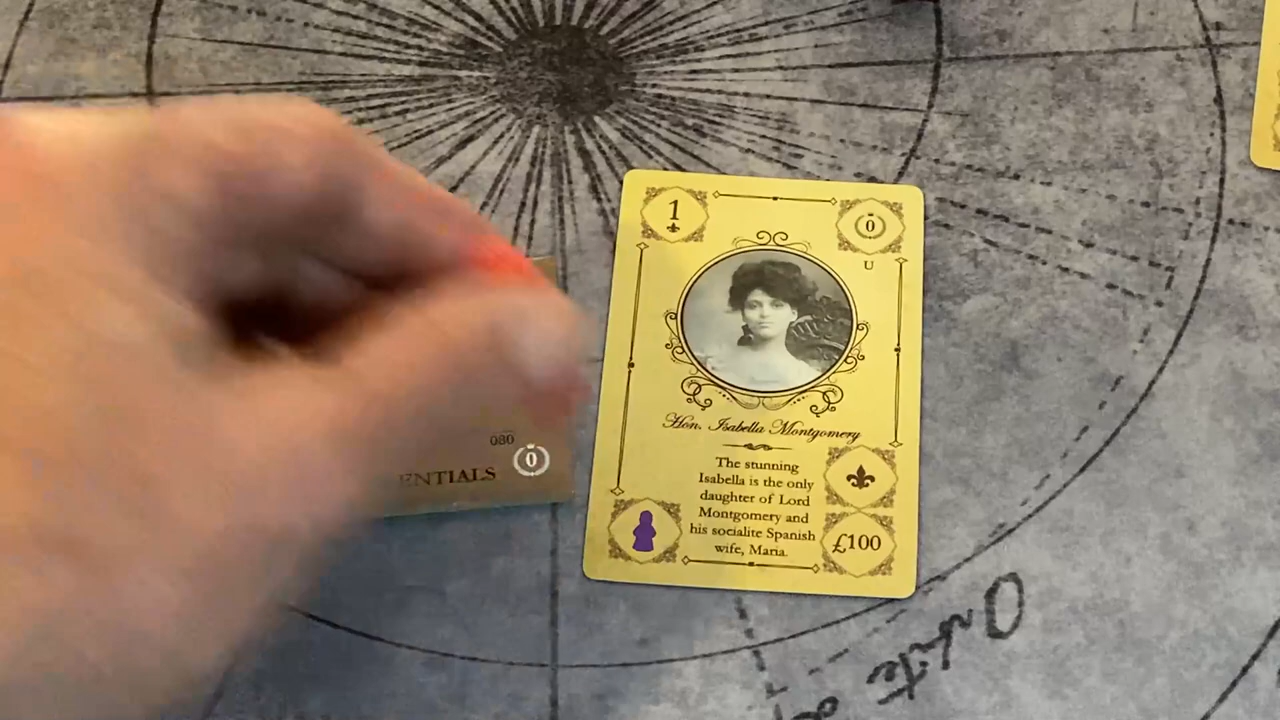 1
0
U
Hon. Isabella Montgomery
The stunning
Isabella is the only
daughter of Lord
Montgomery and
his socialite Spanish
wife, Maria.
£100
080
ENTIALS
0